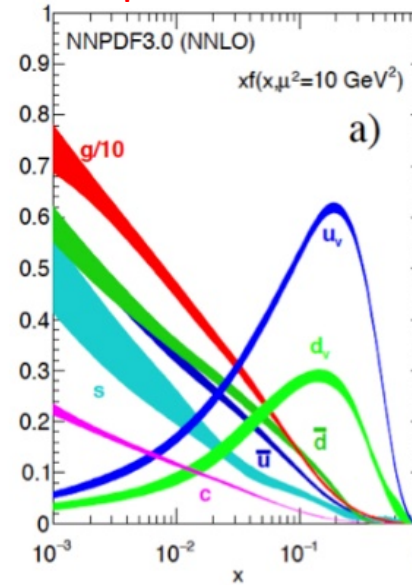 1
NNPDF3.0 (NNLO)
0.9
xf(x,μ²=10 GeV²)
0.8
a)
g/10
0.7
0.6
u_v
0.5
0.4
d_v
0.3
s
0.2
ū
d̄
0.1
c
0
10⁻³ 10⁻² 10⁻¹ 1
x